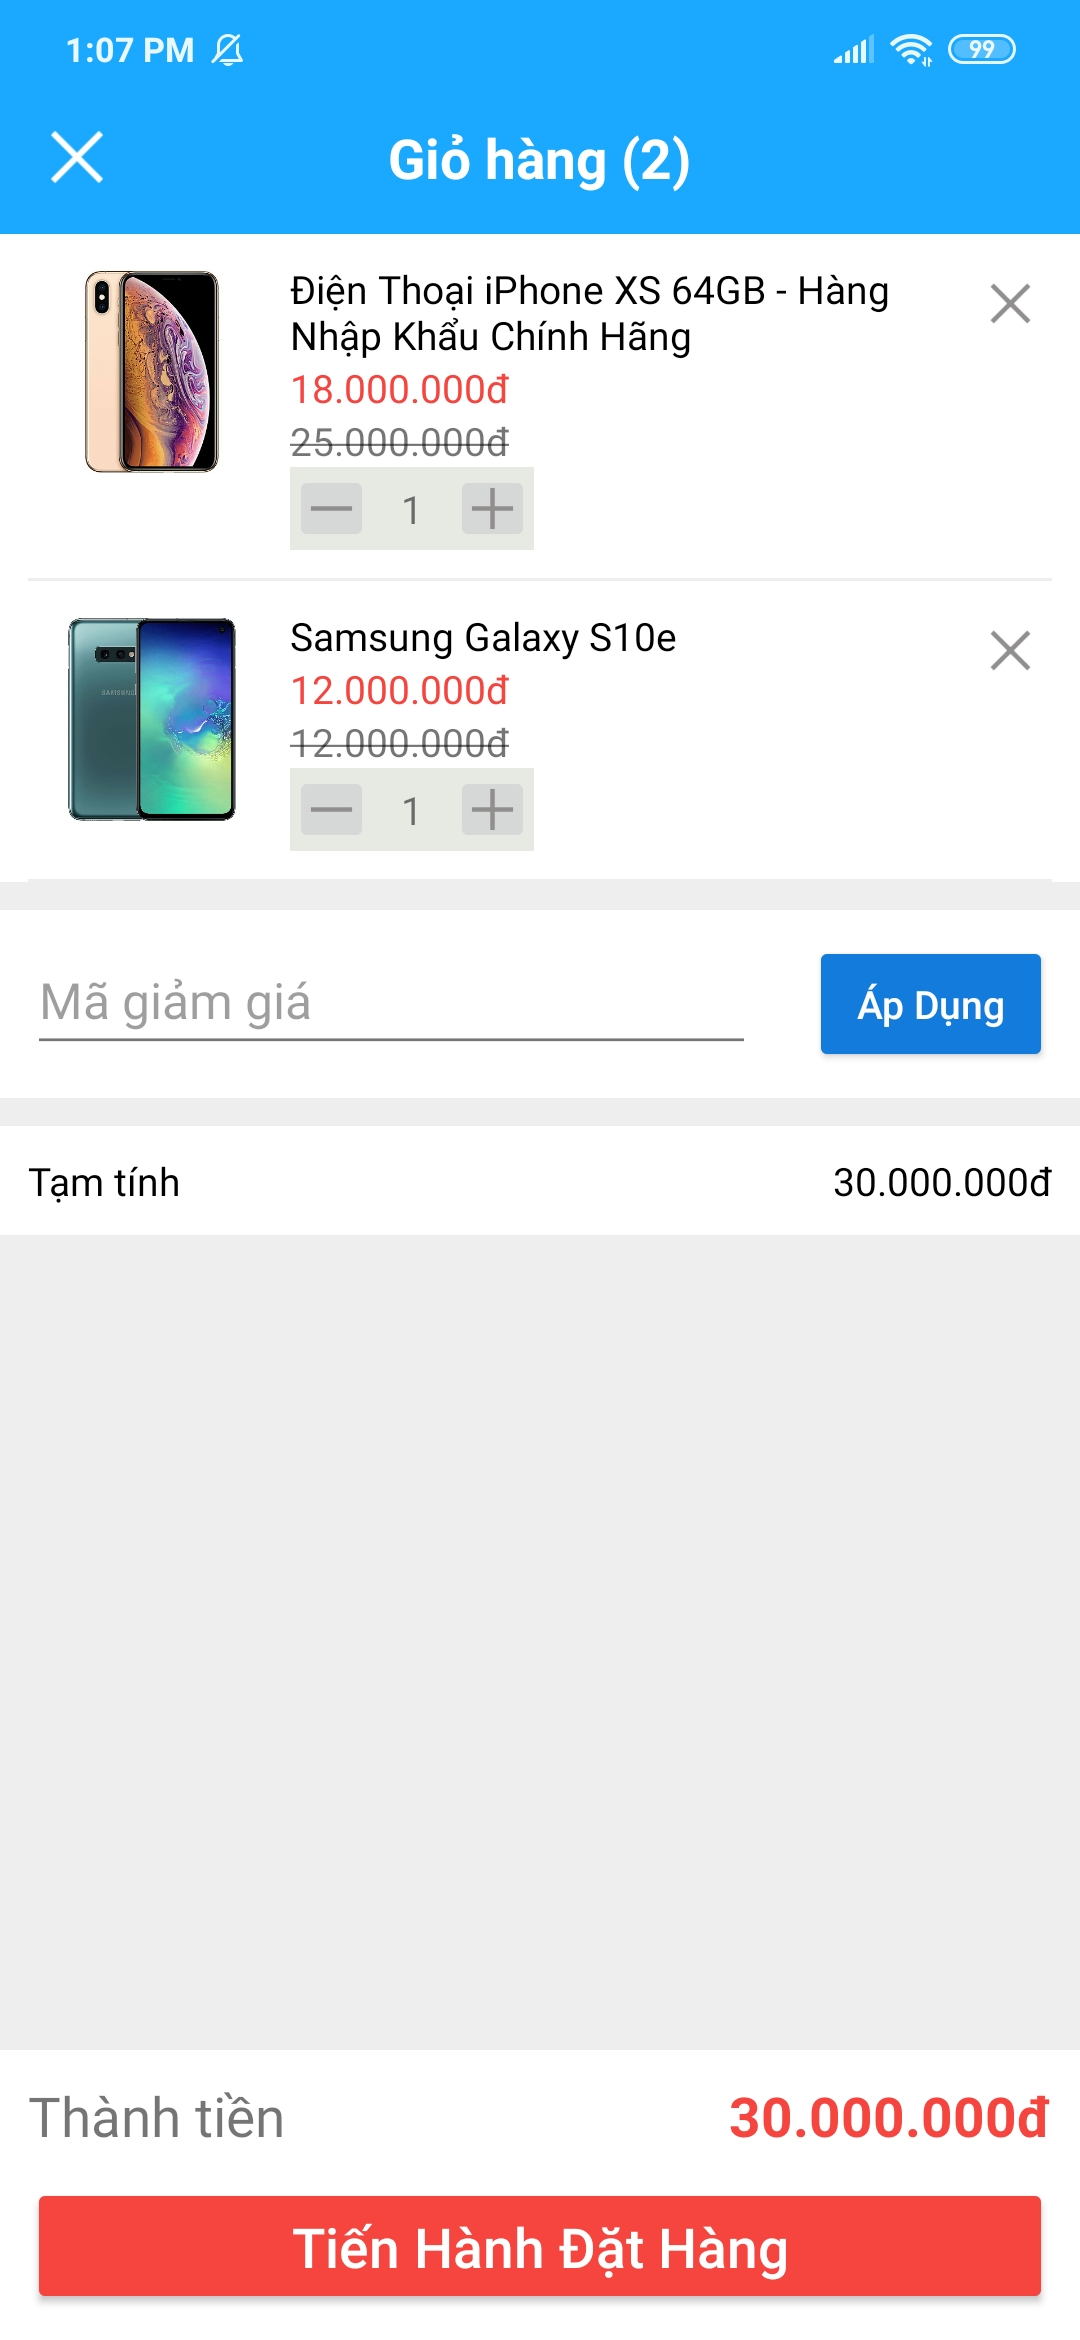 1:07 PM
99
Giỏ hàng (2)
Điện Thoại iPhone XS 64GB - Hàng
Nhập Khẩu Chính Hãng
18.000.000đ
25.000.000đ
1
Samsung Galaxy S10e
SAMSUNG
12.000.000đ
12.000.000đ
1
Mã giảm giá
Áp Dụng
Tạm tính
30.000.000đ
Thành tiền
30.000.000đ
Tiến Hành Đặt Hàng